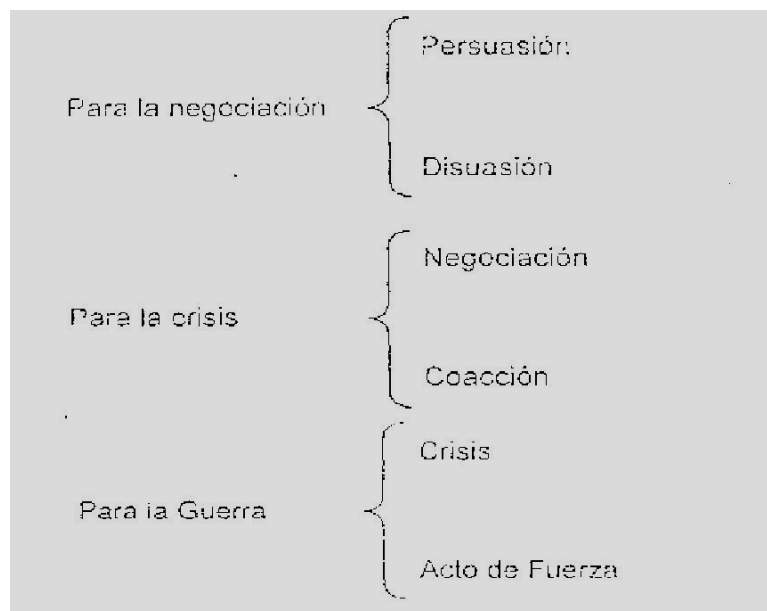 Persuasión
Para la negociación
Disuasión
Negociación
Para la crisis
Coacción
Crisis
Para la Guerra
Acto de Fuerza